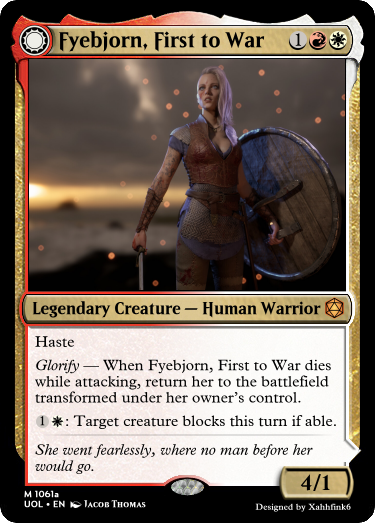 Fyebjorn, First to War 1
Legendary Creature — Human Warrior
Haste
Glorify — When Fyebjorn, First to War dies
while attacking, return her to the battlefield
transformed under her owner's control.
1 : Target creature blocks this turn if able.
She went fearlessly, where no man before her
would go.
4/1
M 1061a
UOL • EN Jacob Thomas
Designed by Xahhfink6